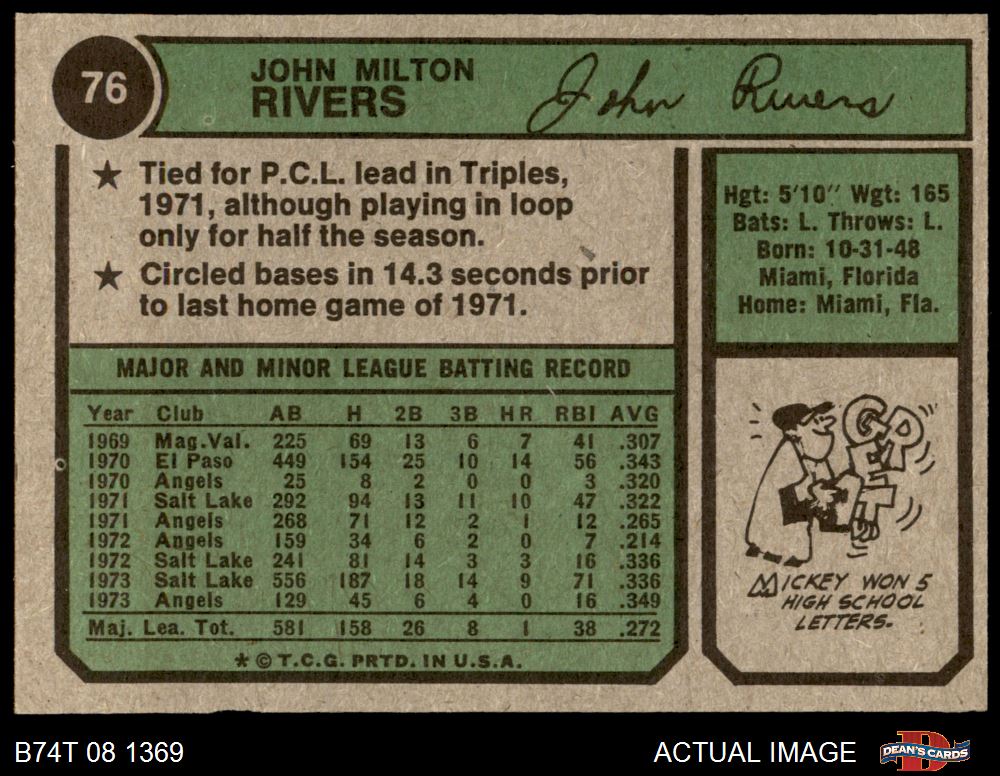 76
JOHN MILTON
RIVERS
John Rivers
★ Tied for P.C.L. lead in Triples,
1971, although playing in loop
only for half the season.
★ Circled bases in 14.3 seconds prior
to last home game of 1971.
Hgt: 5'10" Wgt: 165
Bats: L. Throws: L.
Born: 10-31-48
Miami, Florida
Home: Miami, Fla.
MAJOR AND MINOR LEAGUE BATTING RECORD
Year Club AB H 2B 3B HR RBI AVG
1969 Mag.Val. 225 69 13 6 7 41 .307
1970 El Paso 449 154 25 10 14 56 .343
1970 Angels 25 8 2 0 0 3 .320
1971 Salt Lake 292 94 13 11 10 47 .322
1971 Angels 268 71 12 2 1 12 .265
1972 Angels 159 34 6 2 0 7 .214
1972 Salt Lake 241 81 14 3 3 16 .336
1973 Salt Lake 556 187 18 14 9 71 .336
1973 Angels 129 45 6 4 0 16 .349
Maj. Lea. Tot. 581 158 26 8 1 38 .272
★ © T.C.G. PRTD. IN U.S.A.
MICKEY WON 5
HIGH SCHOOL
LETTERS.
B74T 08 1369
ACTUAL IMAGE
DEAN'S CARDS